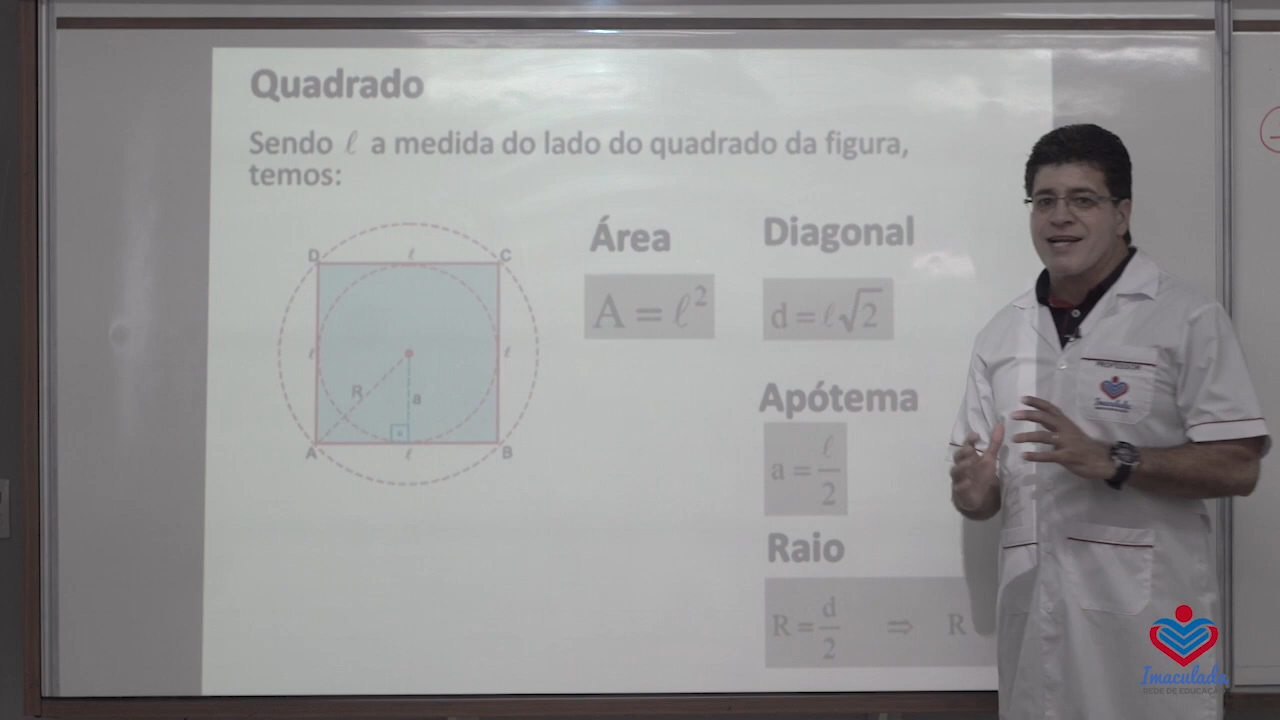 Quadrado
Sendo ℓ a medida do lado do quadrado da figura,
temos:
D ℓ C
ℓ ℓ
R a
A ℓ B
Área
A = ℓ²
Diagonal
d = ℓ√2
Apótema
a = ℓ/2
Raio
R = d/2 ⇒ R
PROFESSOR
Imaculada
Imaculada
REDE DE EDUCAÇÃO